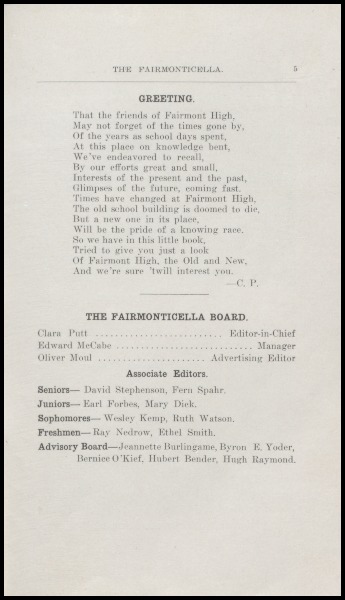 THE FAIRMONTICELLA. 5
GREETING.
That the friends of Fairmont High,
May not forget of the times gone by,
Of the years as school days spent,
At this place on knowledge bent,
We've endeavored to recall,
By our efforts great and small,
Interests of the present and the past,
Glimpses of the future, coming fast.
Times have changed at Fairmont High,
The old school building is doomed to die,
But a new one in its place,
Will be the pride of a knowing race.
So we have in this little book,
Tried to give you just a look
Of Fairmont High, the Old and New,
And we're sure 'twill interest you.
—C. P.
THE FAIRMONTICELLA BOARD.
Clara Putt .......................... Editor-in-Chief
Edward McCabe ............................ Manager
Oliver Moul ...................... Advertising Editor
Associate Editors.
Seniors— David Stephenson, Fern Spahr.
Juniors— Earl Forbes, Mary Dick.
Sophomores— Wesley Kemp, Ruth Watson.
Freshmen— Ray Nedrow, Ethel Smith.
Advisory Board—Jeannette Burlingame, Byron E. Yoder,
Bernice O'Kief, Hubert Bender, Hugh Raymond.